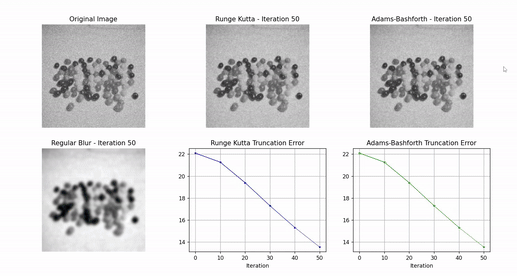 Original Image
Runge Kutta - Iteration 50
Adams-Bashforth - Iteration 50
Regular Blur - Iteration 50
Runge Kutta Truncation Error
Adams-Bashforth Truncation Error
22
20
18
16
14
0 10 20 30 40 50
Iteration
22
20
18
16
14
0 10 20 30 40 50
Iteration